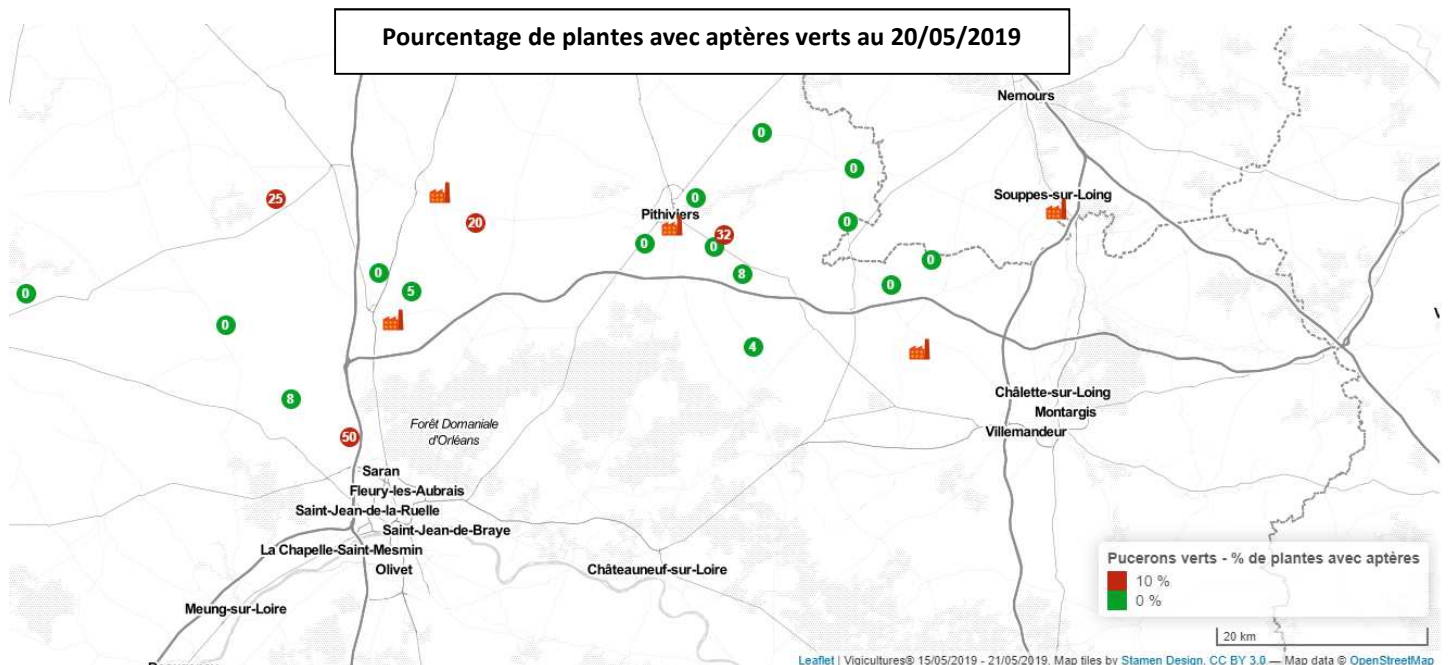 Pourcentage de plantes avec aptères verts au 20/05/2019
Nemours
0
0
25
0
Souppes-sur-Loing
Pithiviers
20
0
32
0
0
0
0
8
0
0
5
0
0
4
8
Châlette-sur-Loing
Montargis
Villemandeur
50
Forêt Domaniale
d'Orléans
Saran
Fleury-les-Aubrais
Saint-Jean-de-la-Ruelle
Saint-Jean-de-Braye
La Chapelle-Saint-Mesmin
Olivet
Châteauneuf-sur-Loire
Meung-sur-Loire
Pucerons verts - % de plantes avec aptères
10 %
0 %
20 km
Leaflet | Vigicultures® 15/05/2019 - 21/05/2019, Map tiles by Stamen Design, CC BY 3.0 — Map data © OpenStreetMap